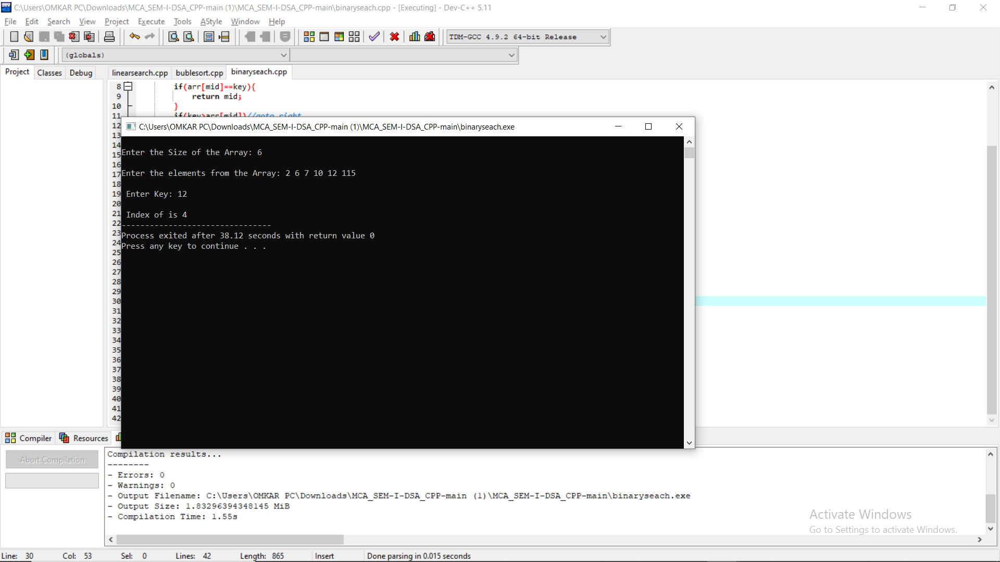 C:\Users\OMKAR PC\Downloads\MCA_SEM-I-DSA_CPP-main (1)\MCA_SEM-I-DSA_CPP-main\binaryseach.cpp - [Executing] - Dev-C++ 5.11
File Edit Search View Project Execute Tools AStyle Window Help
TDM-GCC 4.9.2 64-bit Release
(globals)
Project Classes Debug linearsearch.cpp bublesort.cpp binaryseach.cpp
8 if(arr[mid]==key){
9 return mid;
10 }
11 if(key>arr[mid])//goto right
12
13
14
15
16
17
18
19
20
21
22
23
24
25
26
27
28
29
30
31
32
33
34
35
36
37
38
39
40
41
42
C:\Users\OMKAR PC\Downloads\MCA_SEM-I-DSA_CPP-main (1)\MCA_SEM-I-DSA_CPP-main\binaryseach.exe
Enter the Size of the Array: 6
Enter the elements from the Array: 2 6 7 10 12 115
Enter Key: 12
Index of is 4
--------------------------------
Process exited after 38.12 seconds with return value 0
Press any key to continue . . .
Compiler Resources
Abort Compilation
Compilation results...
--------
- Errors: 0
- Warnings: 0
- Output Filename: C:\Users\OMKAR PC\Downloads\MCA_SEM-I-DSA_CPP-main (1)\MCA_SEM-I-DSA_CPP-main\binaryseach.exe
- Output Size: 1.83296394348145 MiB
- Compilation Time: 1.55s
Activate Windows
Go to Settings to activate Windows.
Line: 30 Col: 53 Sel: 0 Lines: 42 Length: 865 Insert Done parsing in 0.015 seconds